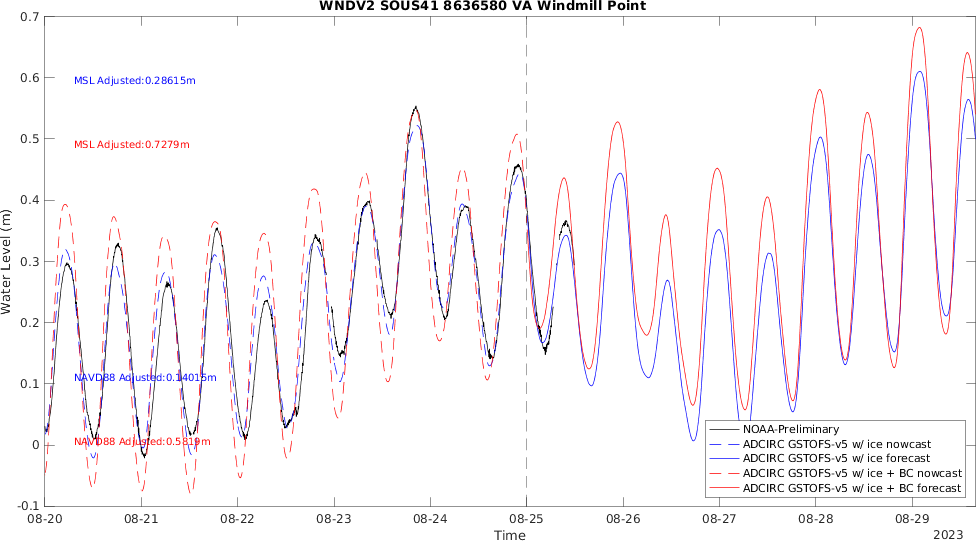 WNDV2 SOUS41 8636580 VA Windmill Point
0.7
0.6
0.5
0.4
0.3
0.2
0.1
0
-0.1
Water Level (m)
MSL Adjusted:0.28615m
MSL Adjusted:0.7279m
NAVD88 Adjusted:0.14015m
NAVD88 Adjusted:0.5819m
NOAA-Preliminary
ADCIRC GSTOFS-v5 w/ ice nowcast
ADCIRC GSTOFS-v5 w/ ice forecast
ADCIRC GSTOFS-v5 w/ ice + BC nowcast
ADCIRC GSTOFS-v5 w/ ice + BC forecast
08-20 08-21 08-22 08-23 08-24 08-25 08-26 08-27 08-28 08-29
Time
2023